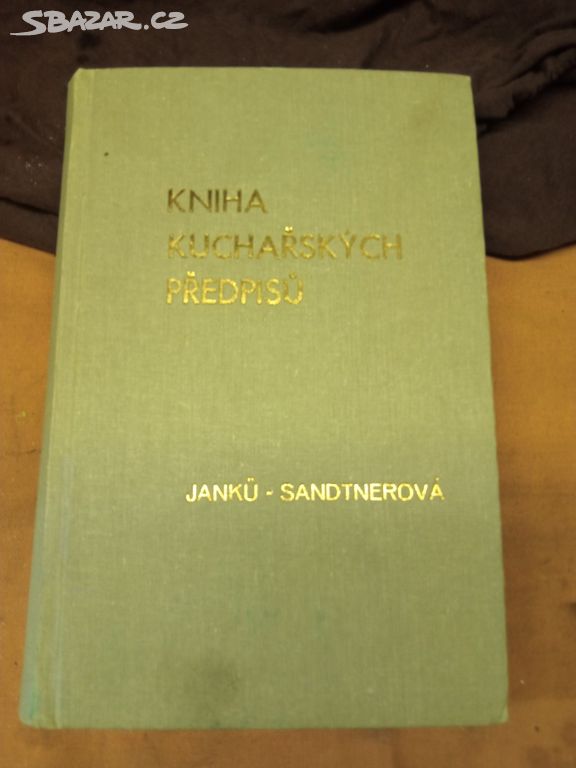 SBAZAR.CZ
KNIHA
KUCHAŘSKÝCH
PŘEDPISŮ
JANKŮ - SANDTNEROVÁ